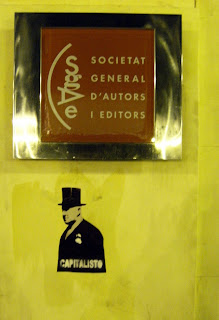 SgAe
SOCIETAT
GENERAL
D'AUTORS
I EDITORS
CAPITALISTO